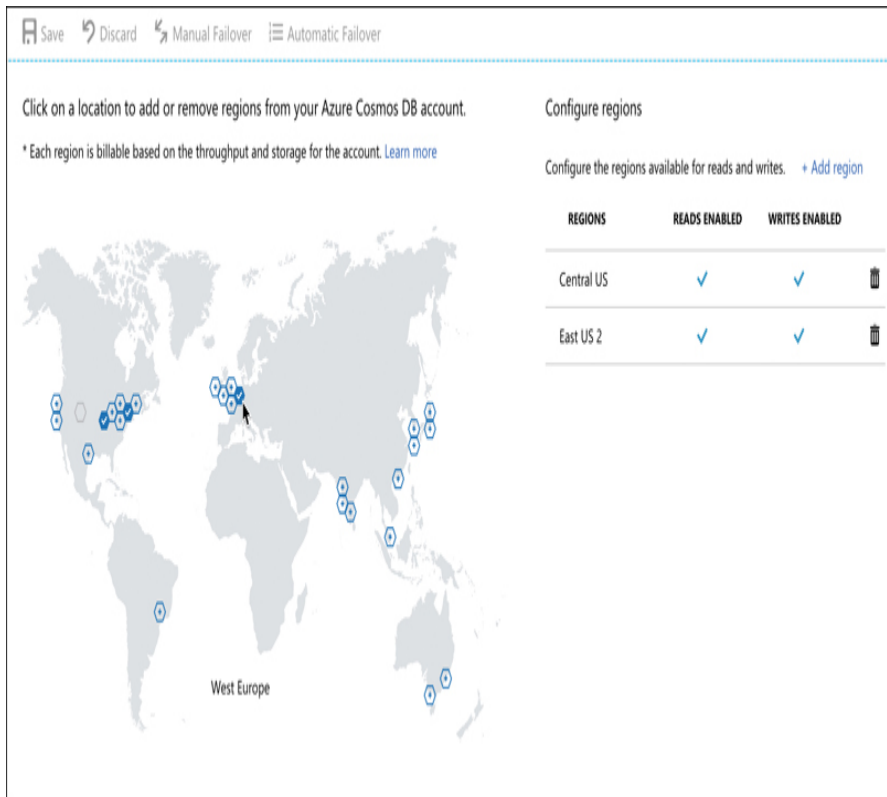 Save Discard Manual Failover Automatic Failover
Click on a location to add or remove regions from your Azure Cosmos DB account.
* Each region is billable based on the throughput and storage for the account. Learn more
West Europe
Configure regions
Configure the regions available for reads and writes. + Add region
REGIONS READS ENABLED WRITES ENABLED
Central US
East US 2